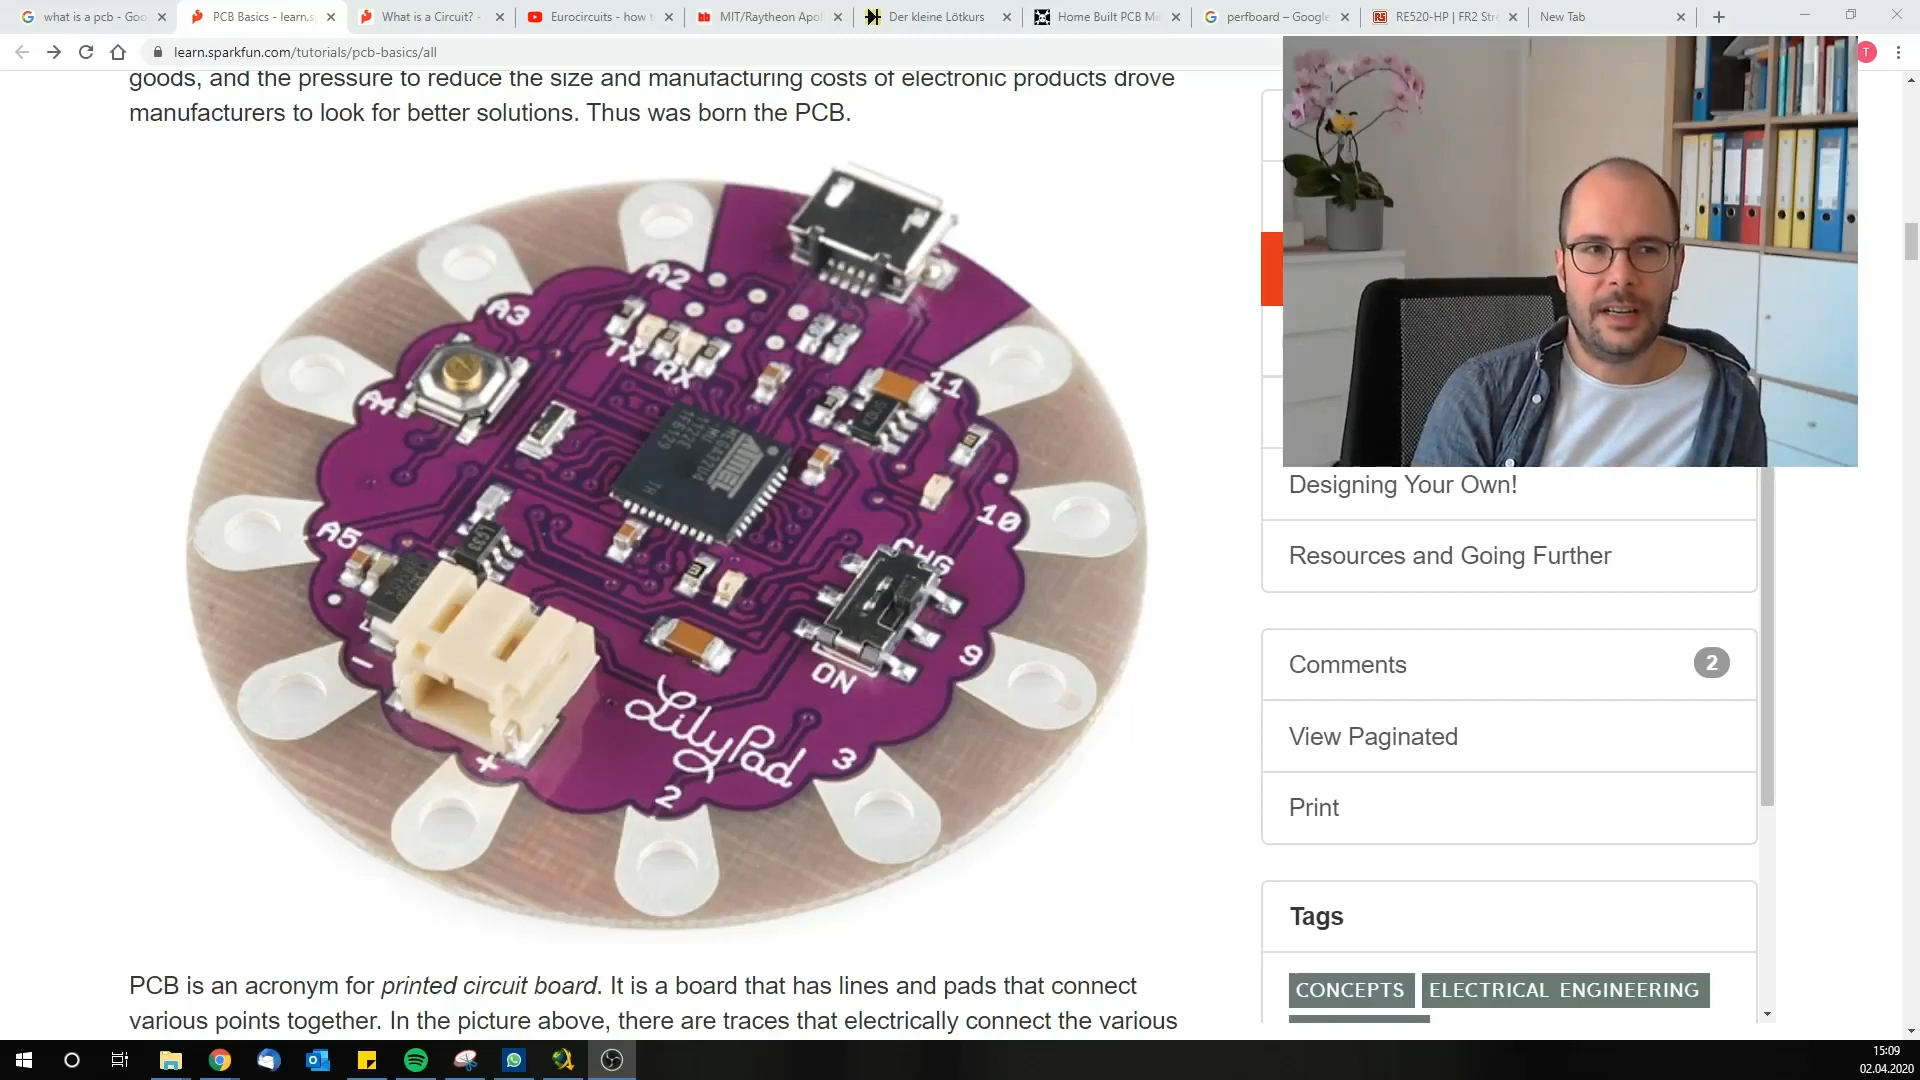 what is a pcb - Goo
PCB Basics - learn.s
What is a Circuit? -
Eurocircuits - how t
MIT/Raytheon Apol
Der kleine Lötkurs
Home Built PCB Mil
perfboard – Google
RE520-HP | FR2 Stre
New Tab
learn.sparkfun.com/tutorials/pcb-basics/all
T
goods, and the pressure to reduce the size and manufacturing costs of electronic products drove
manufacturers to look for better solutions. Thus was born the PCB.
A2
A3
TX
RX
A4
11
ATMEL
MEGA32U4
TH
10
A5
CHG
ON
9
-
+
LilyPad
3
2
PCB is an acronym for printed circuit board. It is a board that has lines and pads that connect
various points together. In the picture above, there are traces that electrically connect the various
Designing Your Own!
Resources and Going Further
Comments
2
View Paginated
Print
Tags
CONCEPTS
ELECTRICAL ENGINEERING
15:09
02.04.2020